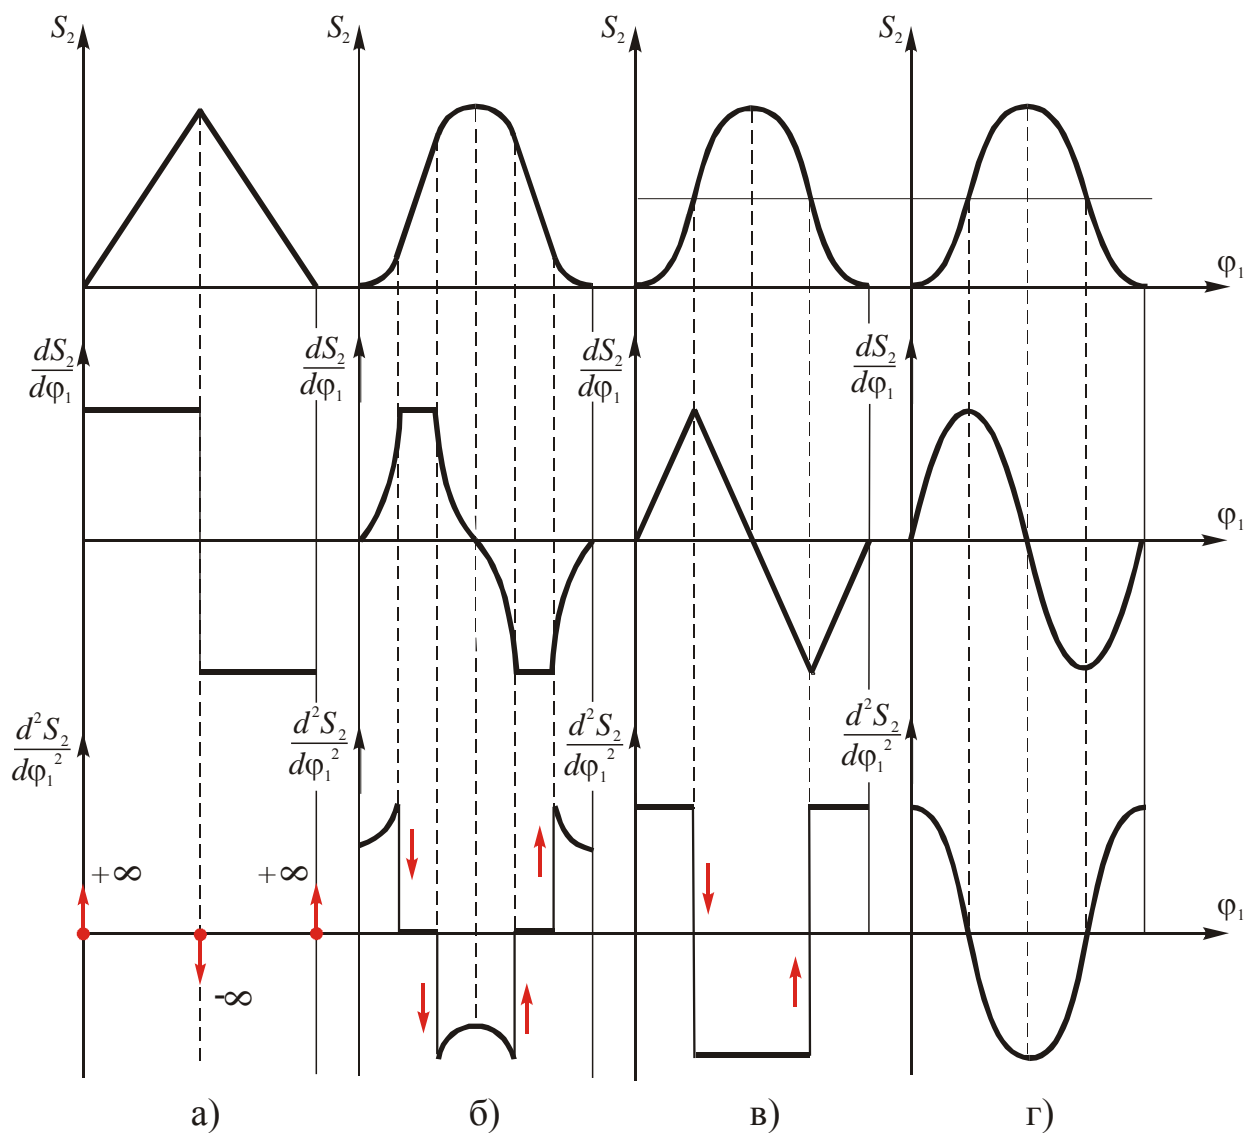 S₂ S₂ S₂ S₂
φ₁
dS₂/dφ₁ dS₂/dφ₁ dS₂/dφ₁ dS₂/dφ₁
φ₁
d²S₂/dφ₁² d²S₂/dφ₁² d²S₂/dφ₁² d²S₂/dφ₁²
+∞ +∞
φ₁
-∞
а) б) в) г)